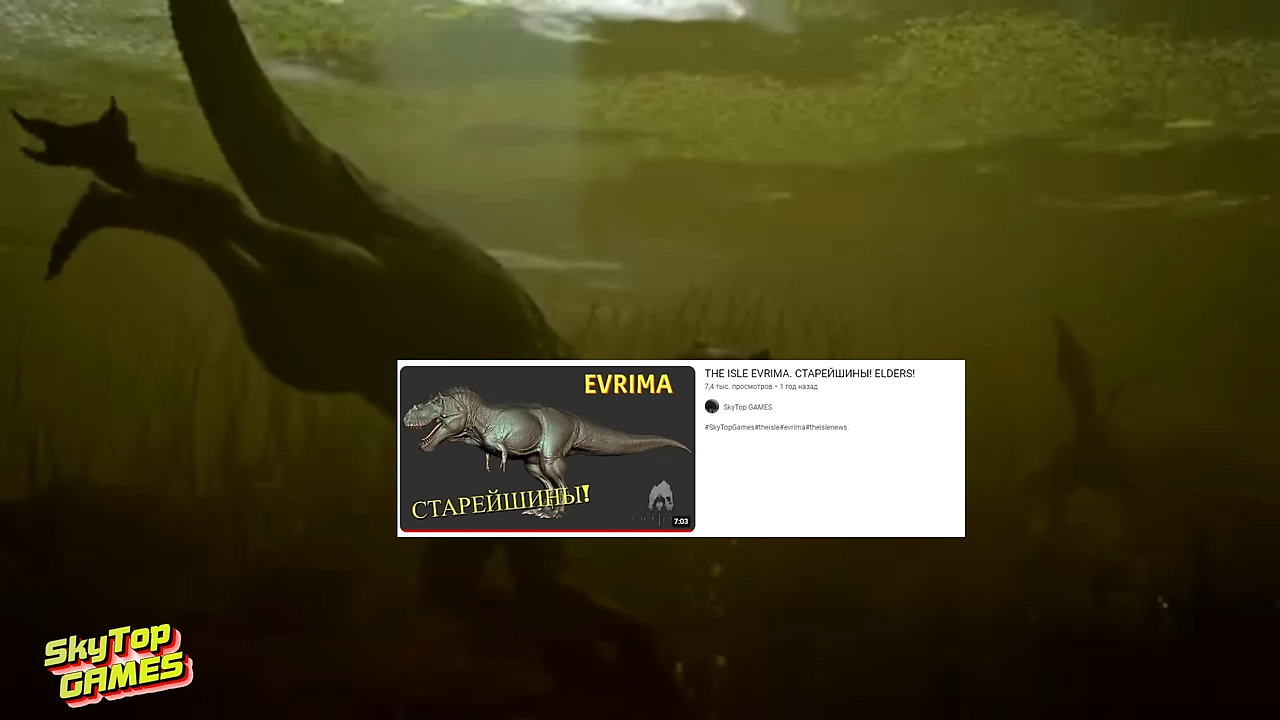 EVRIMA
СТАРЕЙШИНЫ!
7:03
THE ISLE EVRIMA. СТАРЕЙШИНЫ! ELDERS!
7,4 тыс. просмотров • 1 год назад
SkyTop GAMES
#SkyTopGames#theisle#evrima#theislenews.
SkyTop
GAMES